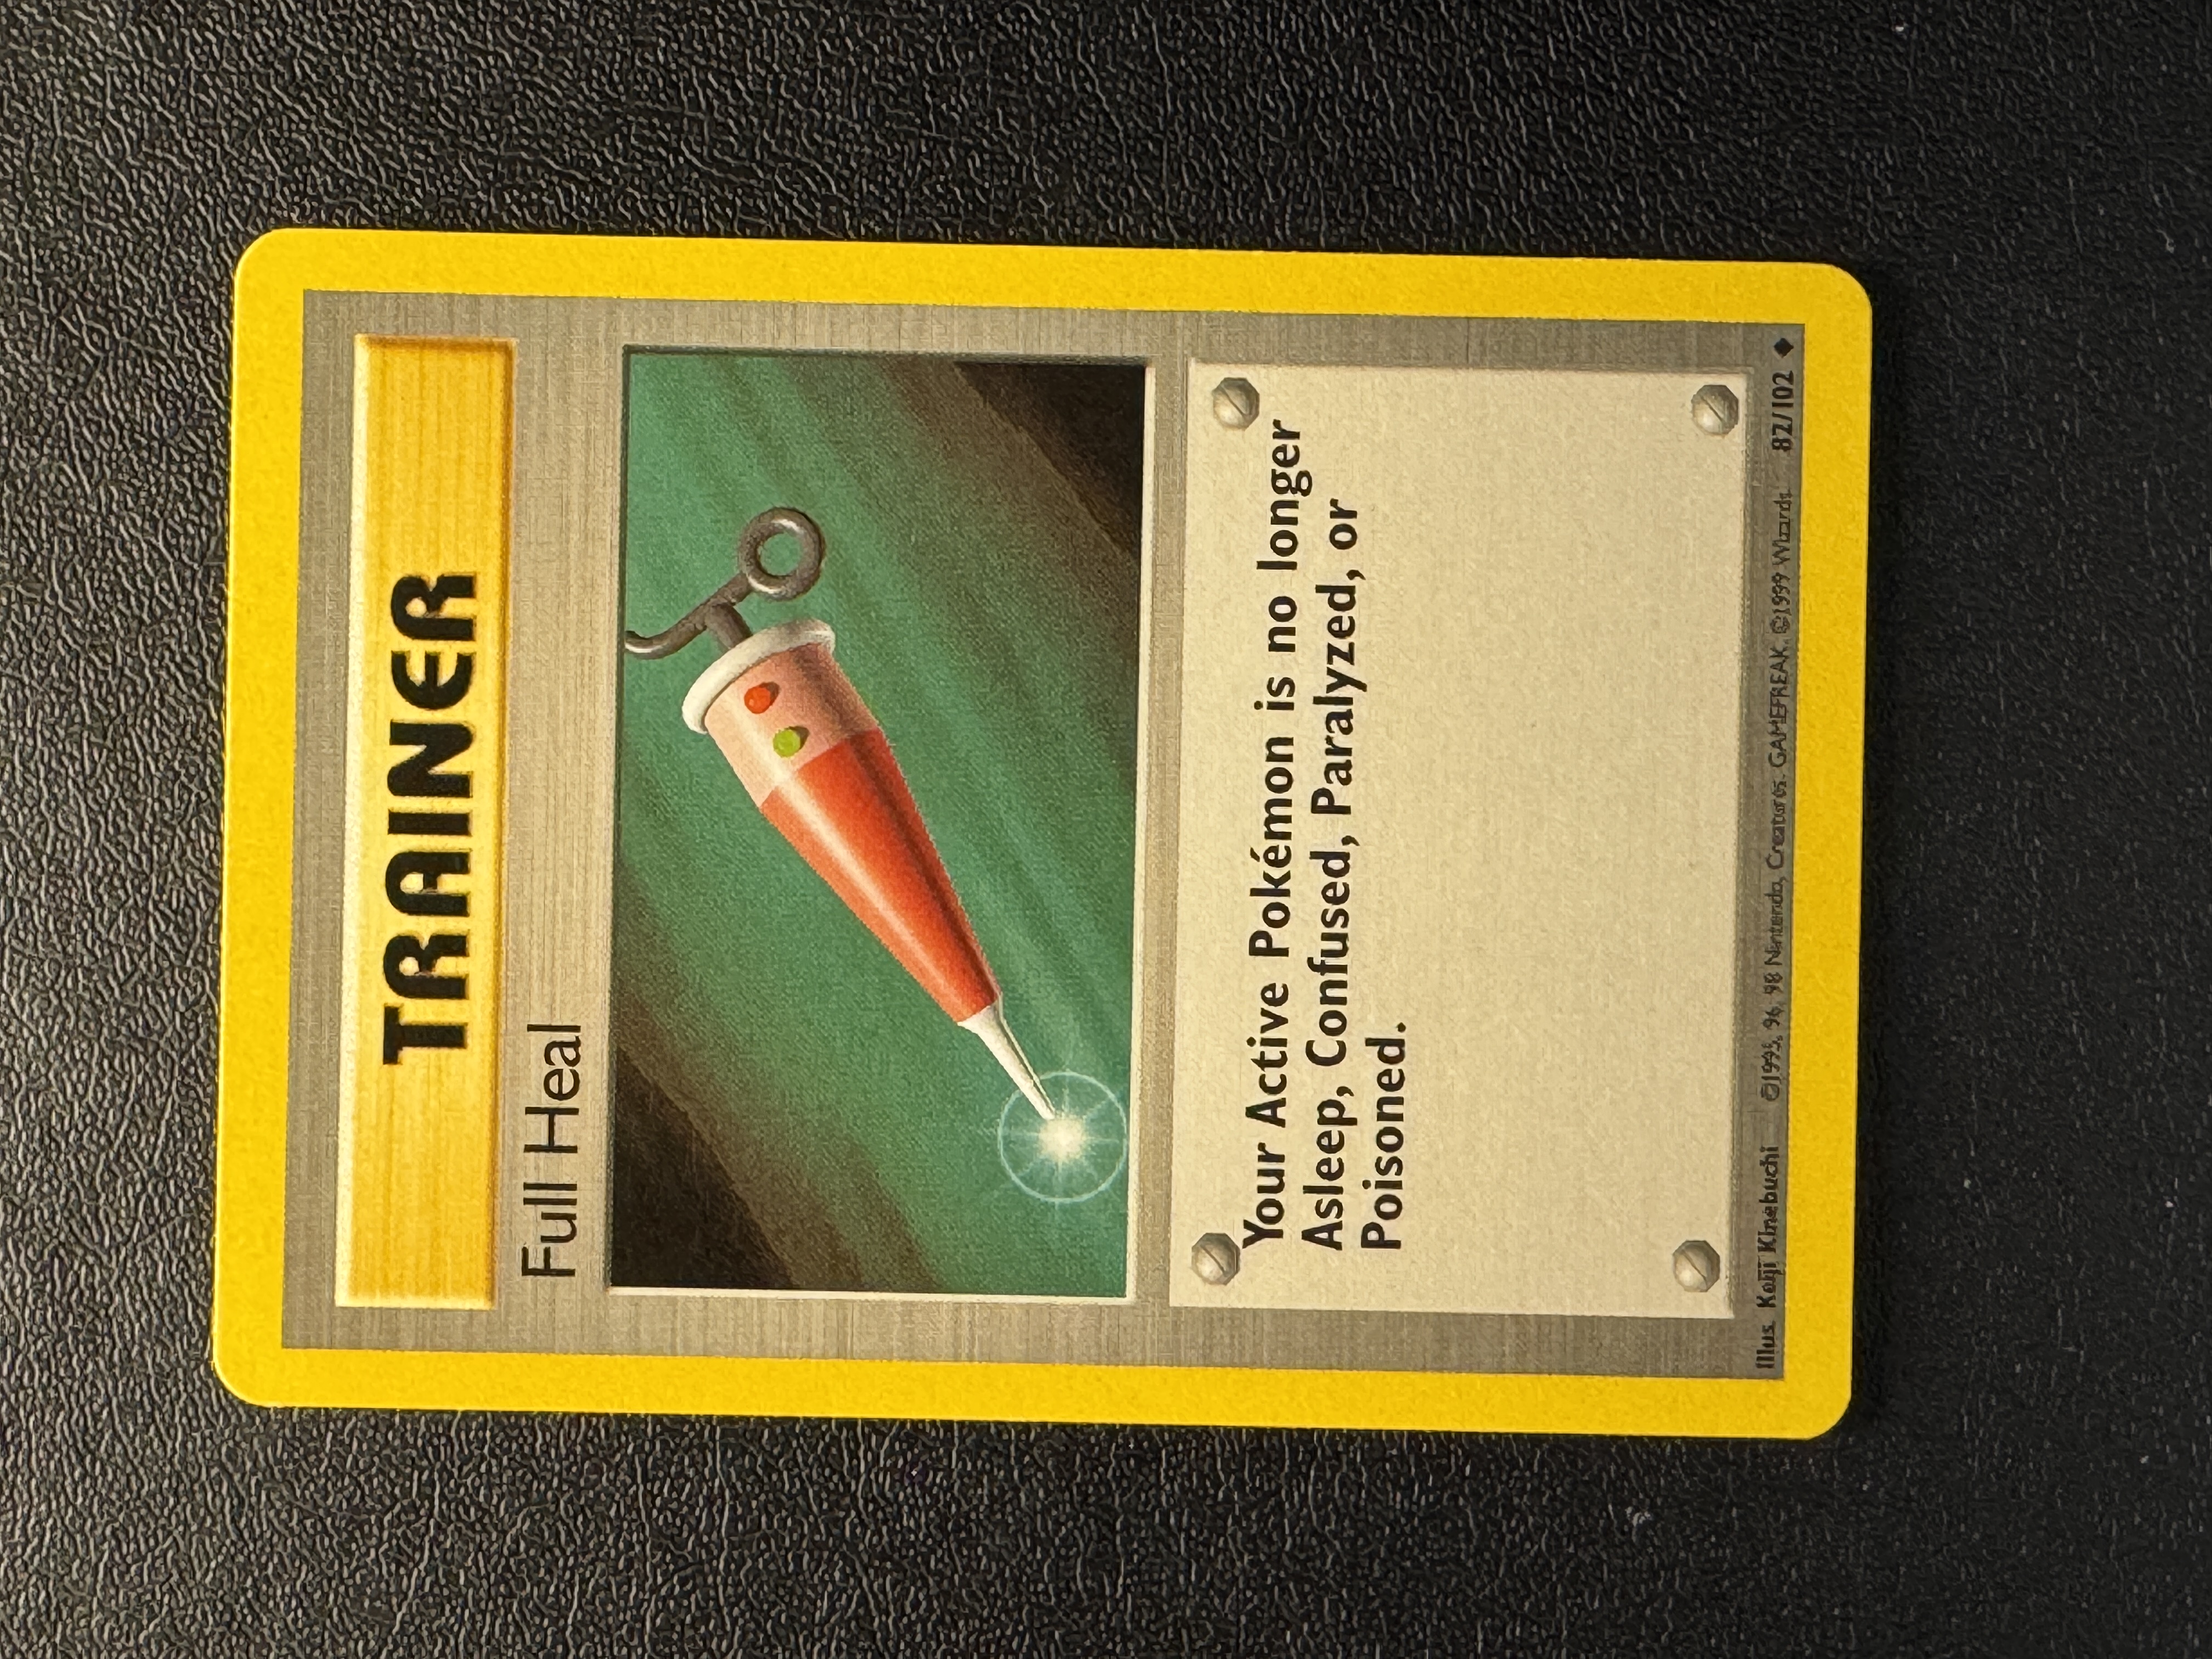 TRAINER
Full Heal
Your Active Pokémon is no longer
Asleep, Confused, Paralyzed, or
Poisoned.
Illus. Keiji Kinebuchi ©1995, 96, 98 Nintendo, Creatures, GAMEFREAK. ©1999 Wizards. 82/102 ◆